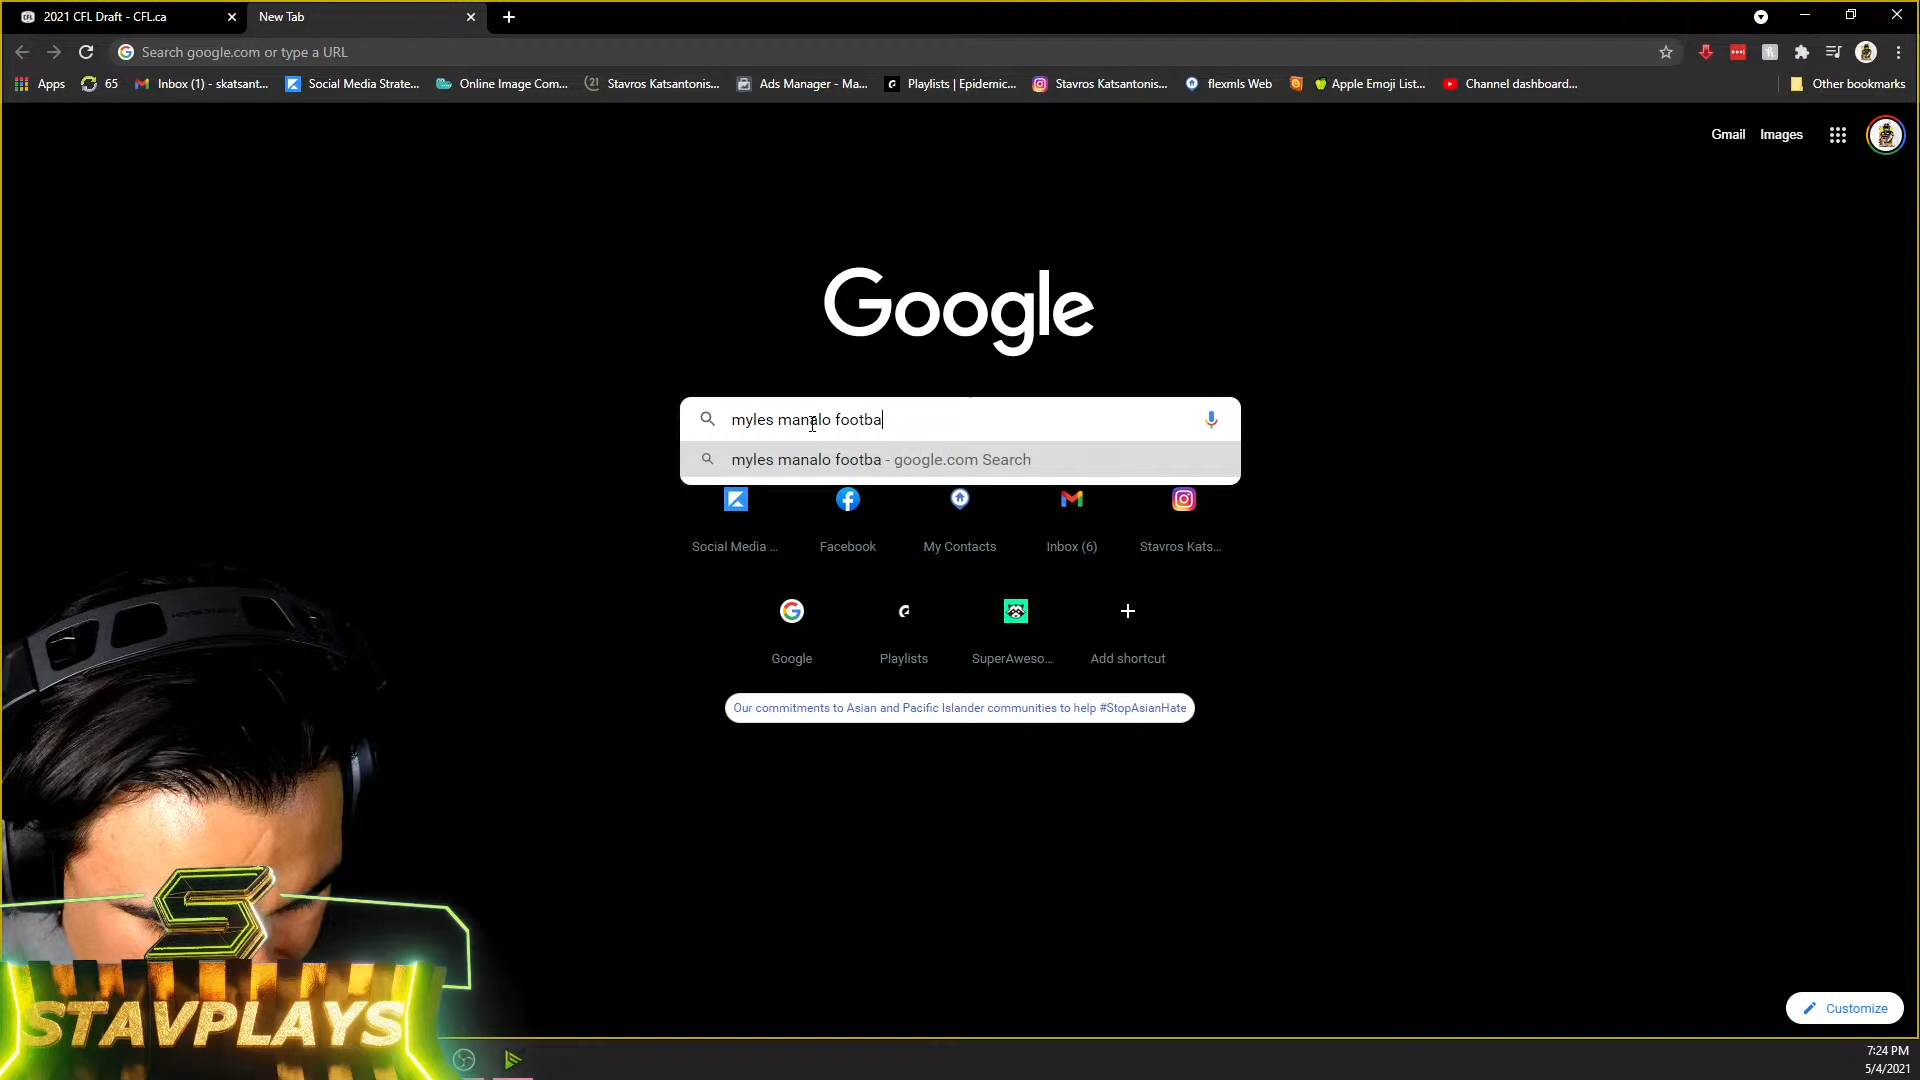 2021 CFL Draft - CFL.ca
New Tab
Search google.com or type a URL
Apps
65
Inbox (1) - skatsant...
Social Media Strate...
Online Image Com...
Stavros Katsantonis...
Ads Manager - Ma...
Playlists | Epidemic...
Stavros Katsantonis...
flexmls Web
Apple Emoji List...
Channel dashboard...
Other bookmarks
Gmail
Images
Google
myles manalo footba
myles manalo footba - google.com Search
Social Media ...
Facebook
My Contacts
Inbox (6)
Stavros Kats...
Google
Playlists
SuperAweso...
Add shortcut
Our commitments to Asian and Pacific Islander communities to help #StopAsianHate
S
STAVPLAYS
Customize
7:24 PM
5/4/2021